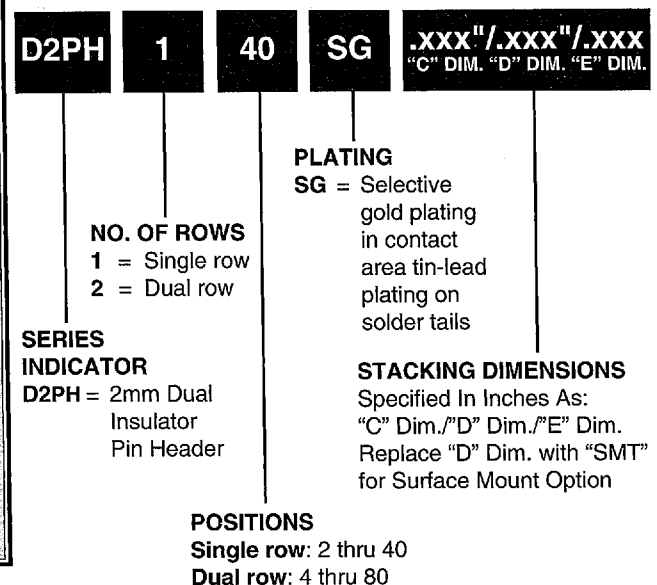 D2PH 1 40 SG .xxx"/.xxx"/.xxx
"C" DIM. "D" DIM. "E" DIM.
PLATING
SG = Selective
gold plating
in contact
area tin-lead
plating on
solder tails
NO. OF ROWS
1 = Single row
2 = Dual row
SERIES
INDICATOR
D2PH = 2mm Dual
Insulator
Pin Header
STACKING DIMENSIONS
Specified In Inches As:
"C" Dim./"D" Dim./"E" Dim.
Replace "D" Dim. with "SMT"
for Surface Mount Option
POSITIONS
Single row: 2 thru 40
Dual row: 4 thru 80